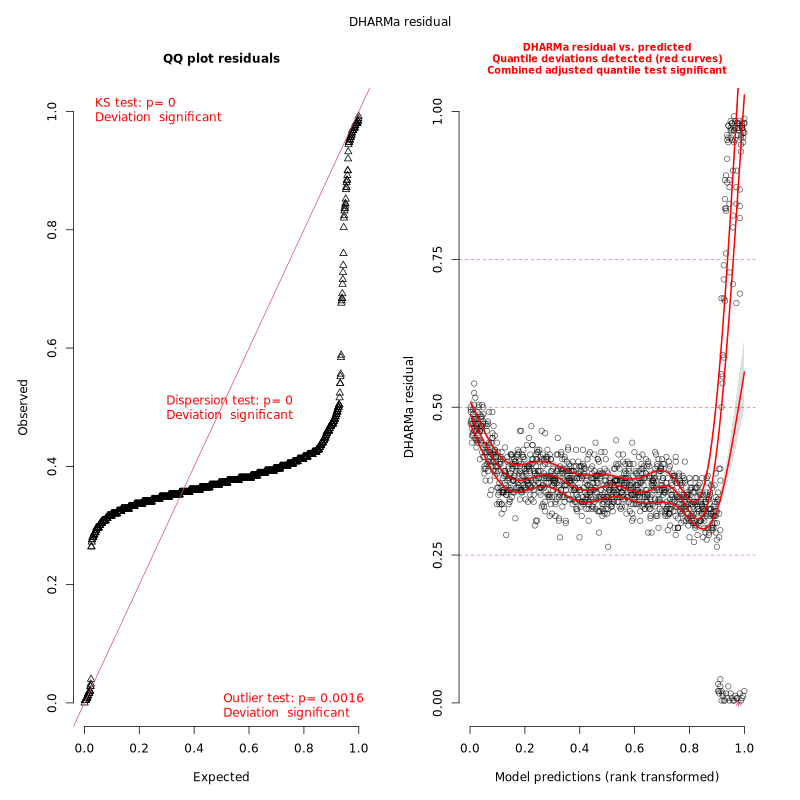 DHARMa residual
QQ plot residuals
KS test: p= 0
Deviation significant
Dispersion test: p= 0
Deviation significant
Outlier test: p= 0.0016
Deviation significant
Observed
0.0
0.2
0.4
0.6
0.8
1.0
0.0
0.2
0.4
0.6
0.8
1.0
Expected
DHARMa residual vs. predicted
Quantile deviations detected (red curves)
Combined adjusted quantile test significant
DHARMa residual
0.00
0.25
0.50
0.75
1.00
0.0
0.2
0.4
0.6
0.8
1.0
Model predictions (rank transformed)